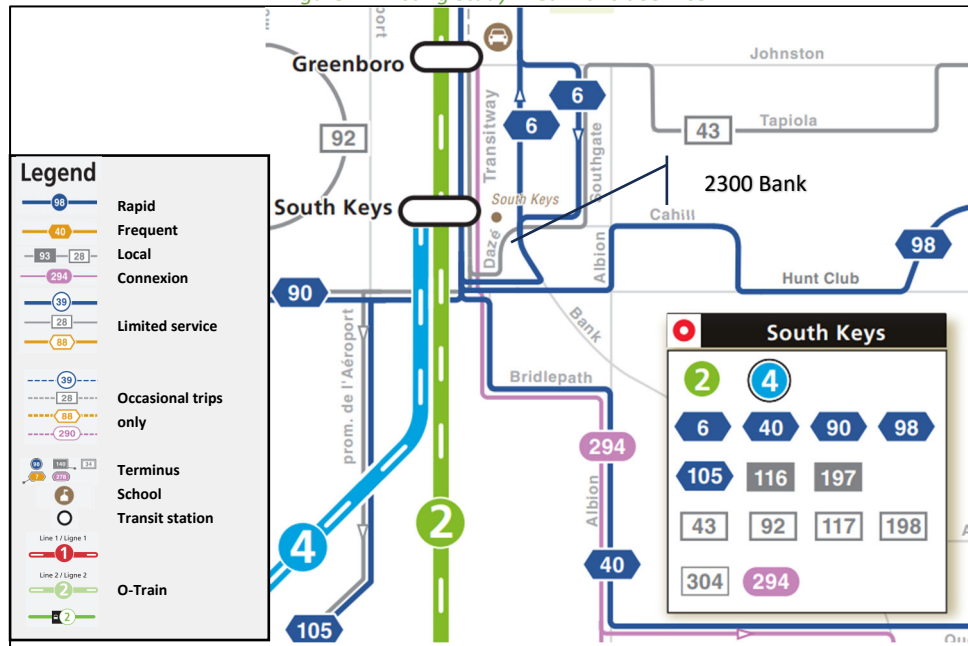 Greenboro
South Keys
Transitway
South Keys
Dazé
Southgate
Johnston
Tapiola
Cahill
Albion
Hunt Club
Bank
Bridlepath
Albion
prom. de l'Aéroport
2300 Bank
92
6
6
43
98
90
294
40
105
4
2
Legend
98
Rapid
40
Frequent
93 28
Local
294
Connexion
39
28
Limited service
88
39
28
Occasional trips
88
only
290
Terminus
School
Transit station
Line 1 / Ligne 1
1
Line 2 / Ligne 2
2
O-Train
2
South Keys
2 4
6 40 90 98
105 116 197
43 92 117 198
304 294